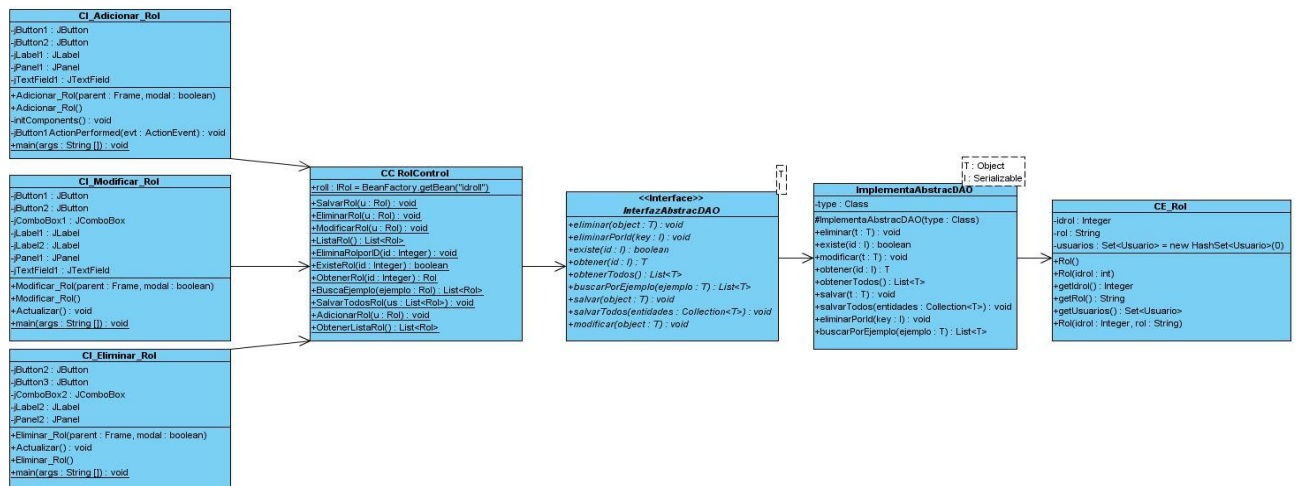 CI_Adicionar_Rol
-jButton1 : JButton
-jButton2 : JButton
-jLabel1 : JLabel
-jPanel1 : JPanel
-jTextField1 : JTextField
+Adicionar_Rol(parent : Frame, modal : boolean)
+Adicionar_Rol()
-initComponents() : void
-jButton1ActionPerformed(evt : ActionEvent) : void
+main(args : String []) : void
CI_Modificar_Rol
-jButton1 : JButton
-jButton2 : JButton
-jComboBox1 : JComboBox
-jLabel1 : JLabel
-jLabel2 : JLabel
-jPanel1 : JPanel
-jTextField1 : JTextField
+Modificar_Rol(parent : Frame, modal : boolean)
+Modificar_Rol()
+Actualizar() : void
+main(args : String []) : void
CI_Eliminar_Rol
-jButton2 : JButton
-jButton3 : JButton
-jComboBox2 : JComboBox
-jLabel2 : JLabel
-jPanel2 : JPanel
+Eliminar_Rol(parent : Frame, modal : boolean)
+Actualizar() : void
+Eliminar_Rol()
+main(args : String []) : void
CC RolControl
+roll : IRol = BeanFactory.getBean("idroll")
+SalvarRol(u : Rol) : void
+EliminarRol(u : Rol) : void
+ModificarRol(u : Rol) : void
+ListaRol() : List<Rol>
+EliminaRolporID(id : Integer) : void
+ExisteRol(id : Integer) : boolean
+ObtenerRol(id : Integer) : Rol
+BuscaEjemplo(ejemplo : Rol) : List<Rol>
+SalvarTodosRol(us : List<Rol>) : void
+AdicionarRol(u : Rol) : void
+ObtenerListaRol() : List<Rol>
T
I
<<Interface>>
InterfazAbstracDAO
+eliminar(object : T) : void
+eliminarPorId(key : I) : void
+existe(id : I) : boolean
+obtener(id : I) : T
+obtenerTodos() : List<T>
+buscarPorEjemplo(ejemplo : T) : List<T>
+salvar(object : T) : void
+salvarTodos(entidades : Collection<T>) : void
+modificar(object : T) : void
T : Object
I : Serializable
ImplementaAbstracDAO
-type : Class
#ImplementaAbstracDAO(type : Class)
+eliminar(t : T) : void
+existe(id : I) : boolean
+modificar(t : T) : void
+obtener(id : I) : T
+obtenerTodos() : List<T>
+salvar(t : T) : void
+salvarTodos(entidades : Collection<T>) : void
+eliminarPorId(key : I) : void
+buscarPorEjemplo(ejemplo : T) : List<T>
CE_Rol
-idrol : Integer
-rol : String
-usuarios : Set<Usuario> = new HashSet<Usuario>(0)
+Rol()
+Rol(idrol : int)
+getIdrol() : Integer
+getRol() : String
+getUsuarios() : Set<Usuario>
+Rol(idrol : Integer, rol : String)